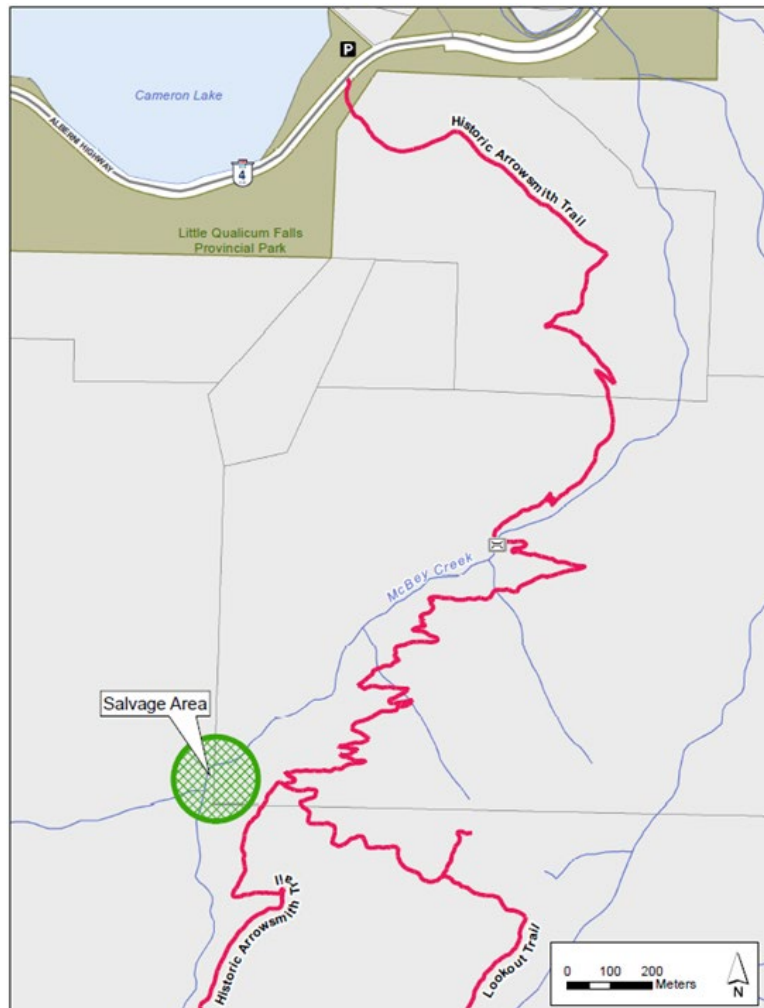 P
Cameron Lake
ALBERNI HIGHWAY
4
Historic Arrowsmith Trail
Little Qualicum Falls
Provincial Park
McBey Creek
Salvage Area
Historic Arrowsmith Trail
Lookout Trail
0 100 200
Meters
N